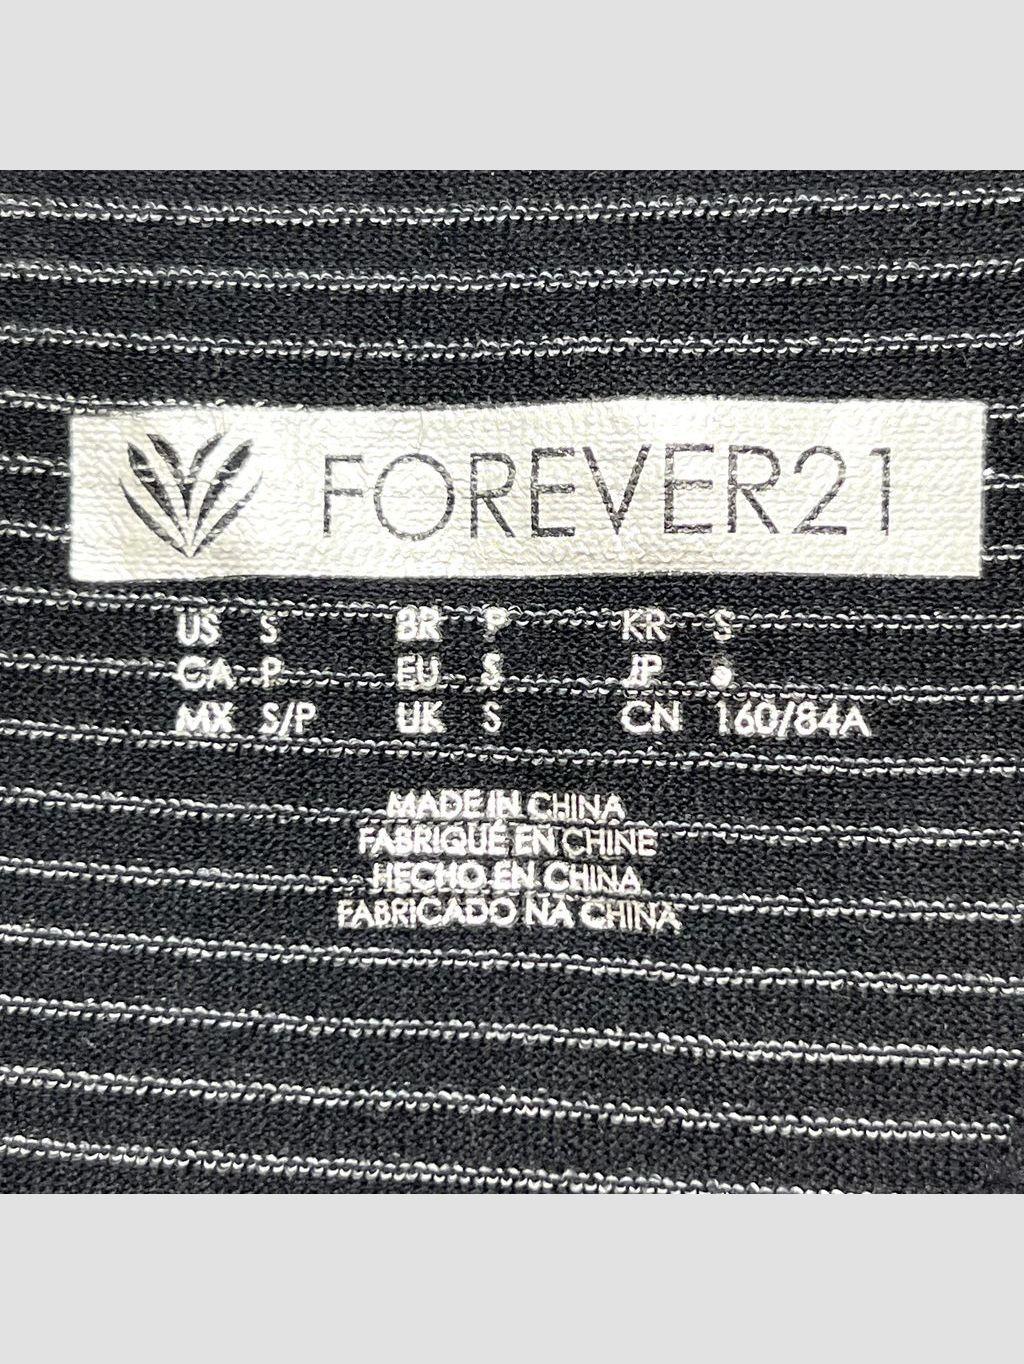 FOREVER21
US S BR P KR S
CA P EU S JP
MX S/P UK S CN 160/84A
MADE IN CHINA
FABRIQUÉ EN CHINE
HECHO EN CHINA
FABRICADO NA CHINA